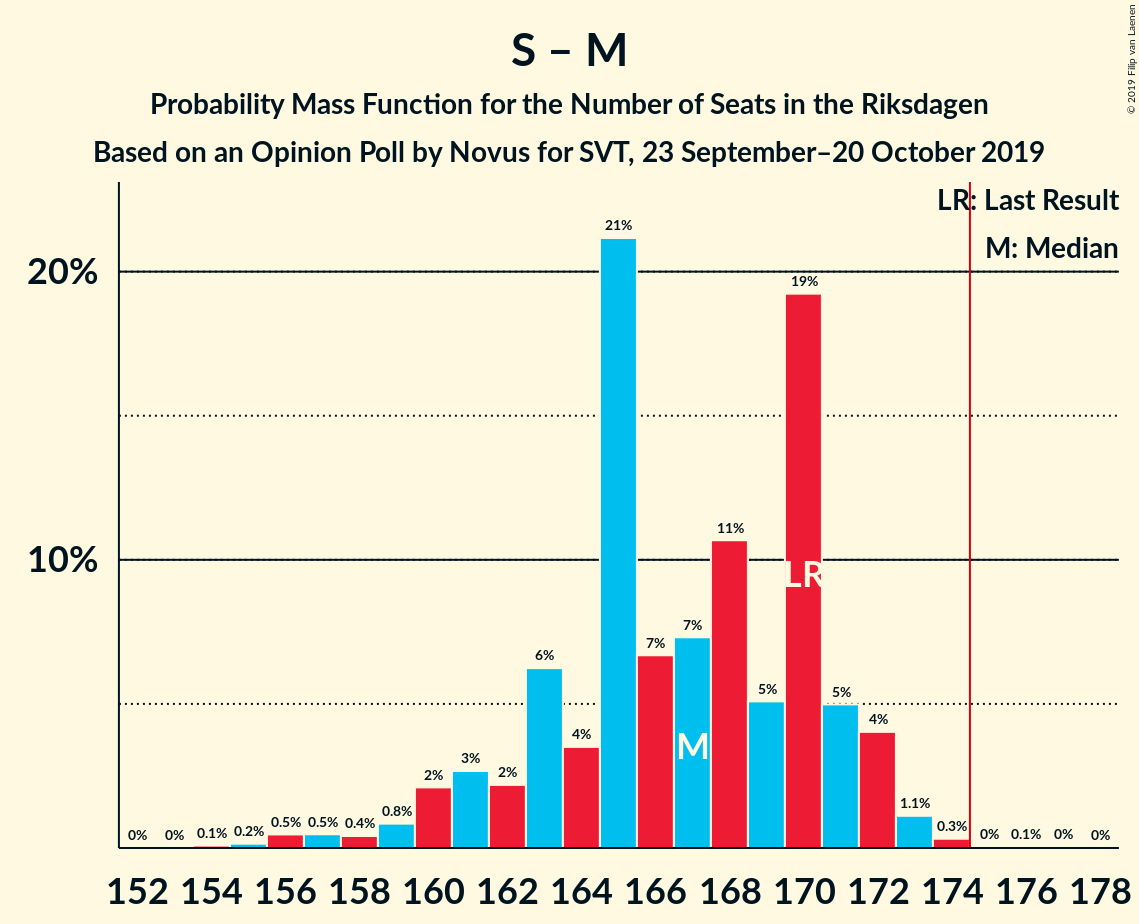 S – M
Probability Mass Function for the Number of Seats in the Riksdagen
Based on an Opinion Poll by Novus for SVT, 23 September–20 October 2019
© 2019 Filip van Laenen
LR: Last Result
M: Median
20%
10%
0% 0% 0.1% 0.2% 0.5% 0.5% 0.4% 0.8% 2% 3% 2% 6% 4% 21% 7% 7% 11% 5% 19% 5% 4% 1.1% 0.3% 0% 0.1% 0% 0%
LR
M
152 154 156 158 160 162 164 166 168 170 172 174 176 178